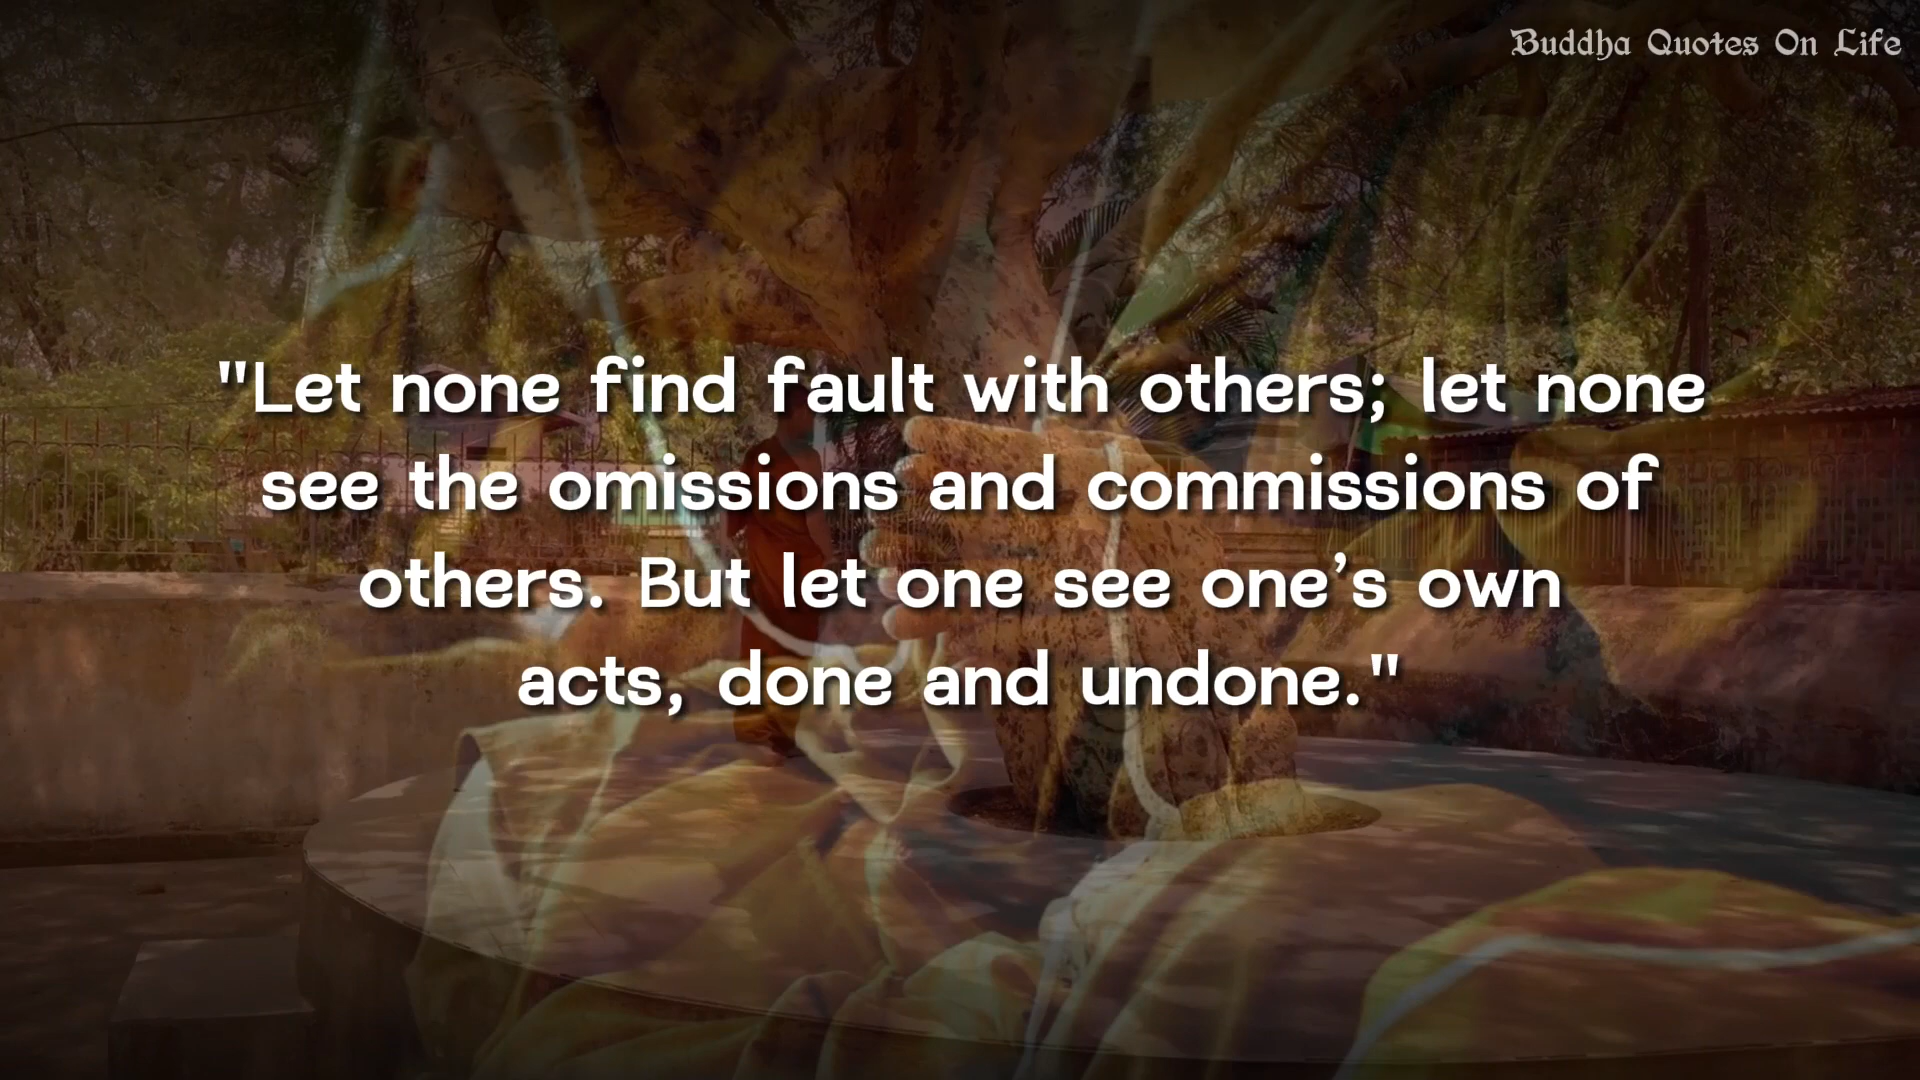 Buddha Quotes On Life
"Let none find fault with others; let none
see the omissions and commissions of
others. But let one see one’s own
acts, done and undone."